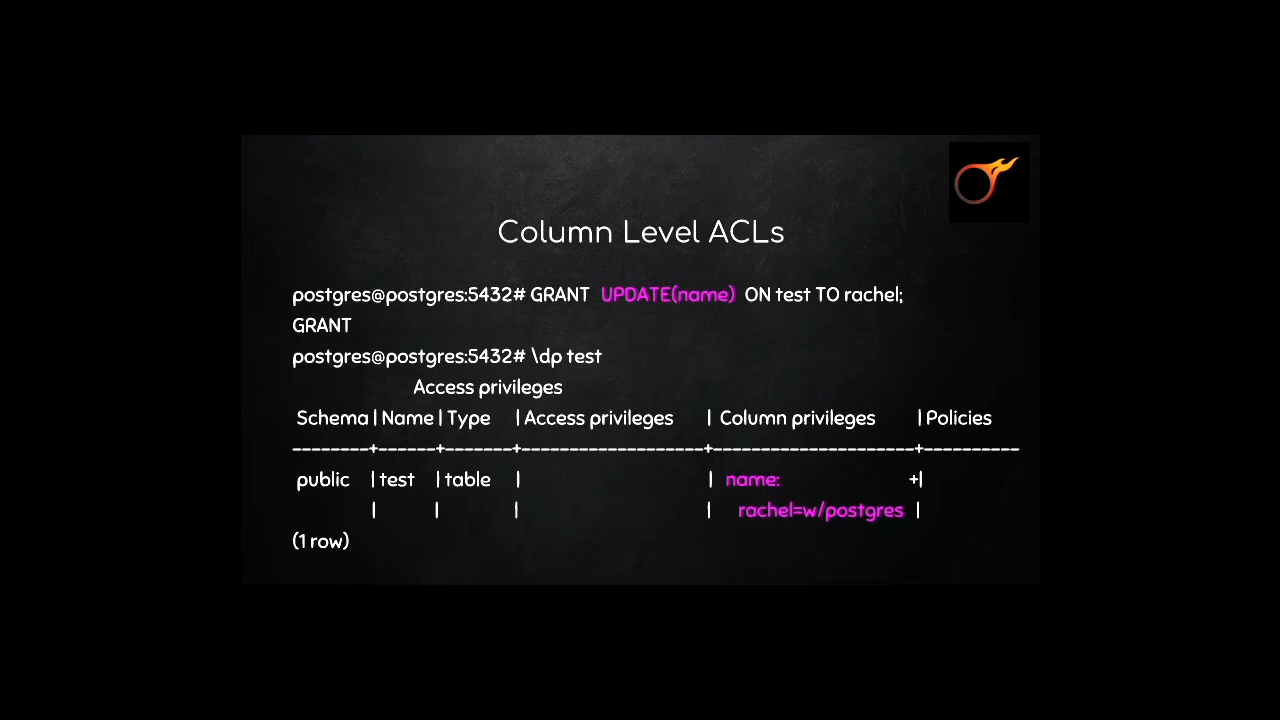 Column Level ACLs
postgres@postgres:5432# GRANT UPDATE(name) ON test TO rachel;
GRANT
postgres@postgres:5432# \dp test
Access privileges
Schema | Name | Type | Access privileges | Column privileges | Policies
--------+------+-------+-------------------+---------------------+----------
public | test | table | | name: +|
| | | | rachel=w/postgres |
(1 row)